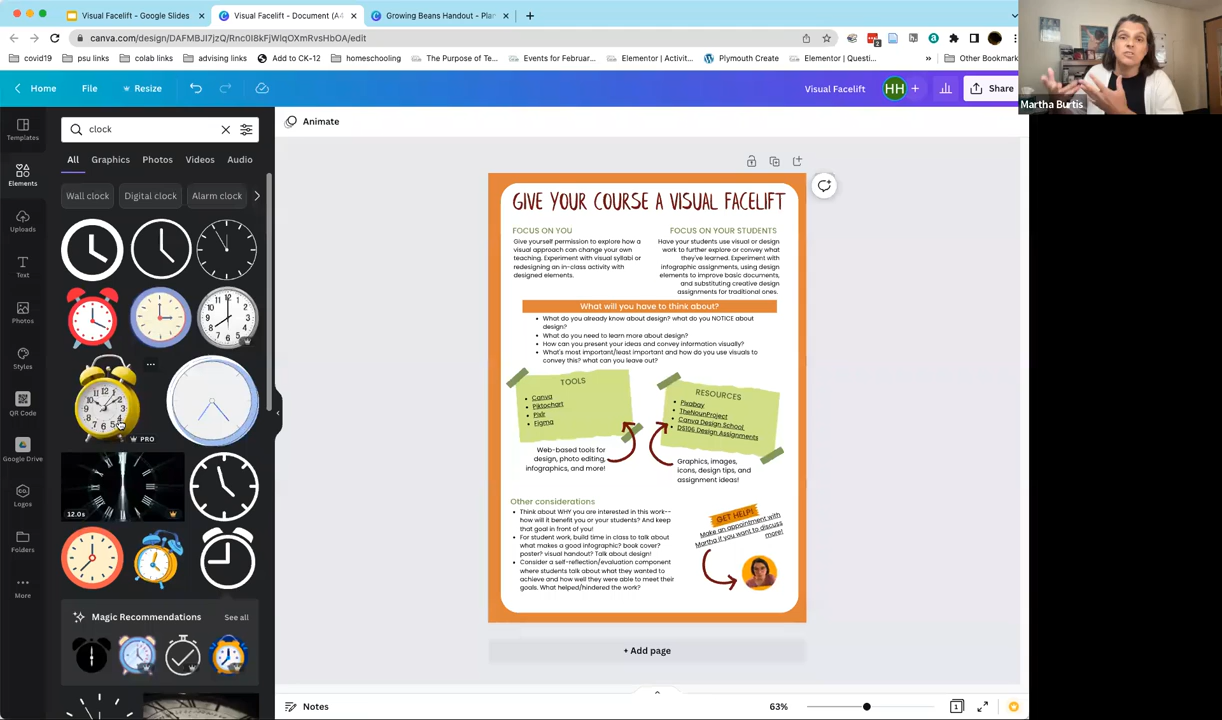 Visual Facelift - Google Slides
Visual Facelift - Document (A4
Growing Beans Handout - Plan
canva.com/design/DAFMBJI7jzQ/Rnc0I8kFjWlqOXmRvsHbOA/edit
covid19
psu links
colab links
advising links
Add to CK-12
homeschooling
The Purpose of Te...
Events for Februar...
Elementor | Activit...
Plymouth Create
Elementor | Questi...
Other Bookmark
Martha Burtis
Home
File
Resize
Visual Facelift
HH
Share
Templates
Elements
Uploads
Text
Photos
Styles
QR Code
Google Drive
Logos
Folders
More
clock
All
Graphics
Photos
Videos
Audio
Wall clock
Digital clock
Alarm clock
PRO
12.0s
Magic Recommendations
See all
Animate
GIVE YOUR COURSE A VISUAL FACELIFT
FOCUS ON YOU
Give yourself permission to explore how a
visual approach can change your own
teaching. Experiment with visual syllabi or
redesigning an in-class activity with
designed elements.
FOCUS ON YOUR STUDENTS
Have your students use visual or design
work to further explore or convey what
they've learned. Experiment with
infographic assignments, using design
elements to improve basic documents,
and substituting creative design
assignments for traditional ones.
What will you have to think about?
What do you already know about design? what do you NOTICE about
design?
What do you need to learn more about design?
How can you present your ideas and convey information visually?
What's most important/least important and how do you use visuals to
convey this? what can you leave out?
TOOLS
Canva
Piktochart
Pixlr
Figma
RESOURCES
Pixabay
TheNounProject
Canva Design School
DS106 Design Assignments
Web-based tools for
design, photo editing,
infographics, and more!
Graphics, images,
icons, design tips, and
assignment ideas!
Other considerations
Think about WHY you are interested in this work--
how will it benefit you or your students? And keep
that goal in front of you!
For student work, build time in class to talk about
what makes a good infographic? book cover?
poster? visual handout? Talk about design!
Consider a self-reflection/evaluation component
where students talk about what they wanted to
achieve and how well they were able to meet their
goals. What helped/hindered the work?
GET HELP!
Make an appointment with
Martha if you want to discuss
more!
+ Add page
Notes
63%
1